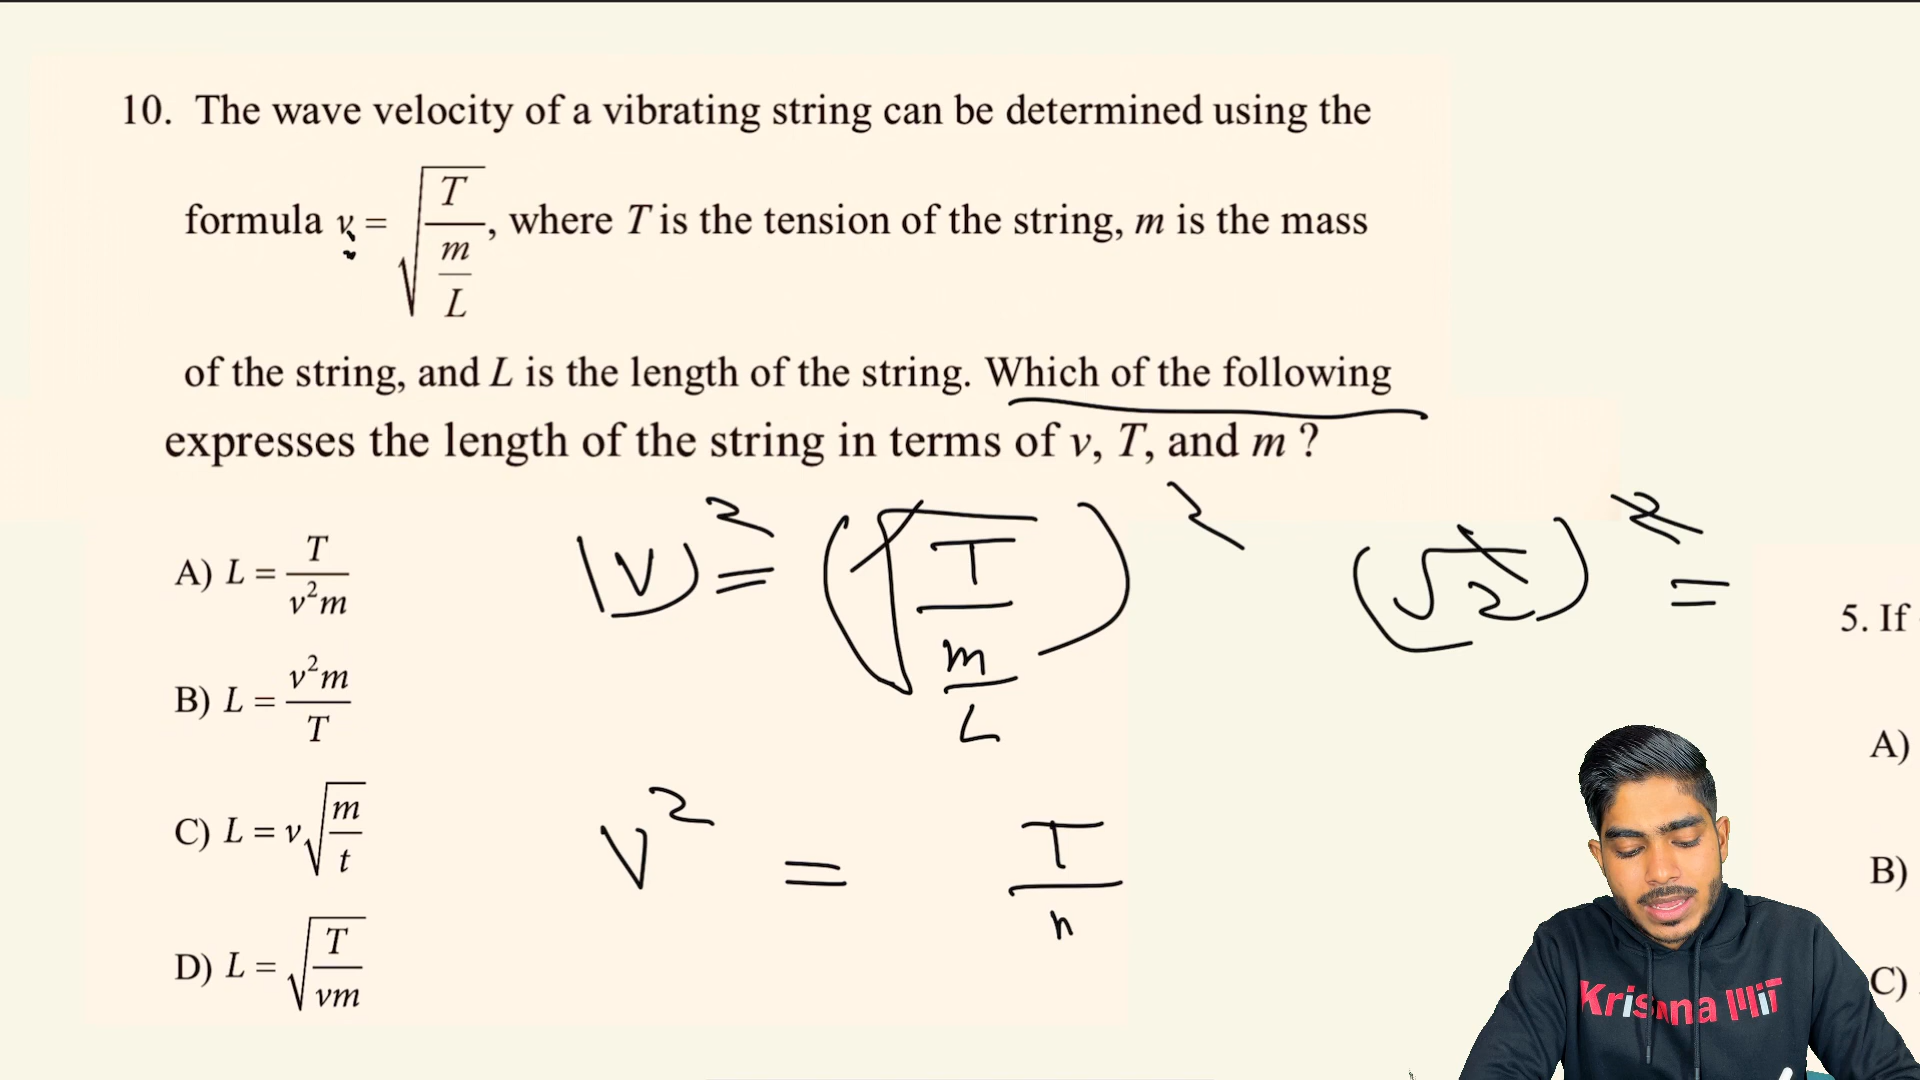 10. The wave velocity of a vibrating string can be determined using the
formula v = √(T/(m/L)), where T is the tension of the string, m is the mass
of the string, and L is the length of the string. Which of the following
expresses the length of the string in terms of v, T, and m ?
A) L = T/(v²m)
B) L = v²m/T
C) L = v√(m/t)
D) L = √(T/(vm))
(v)² = (√(T/(m/L)))²
(√2)² =
v² = T/
5. If
A)
B)
C)
Krishna MIT